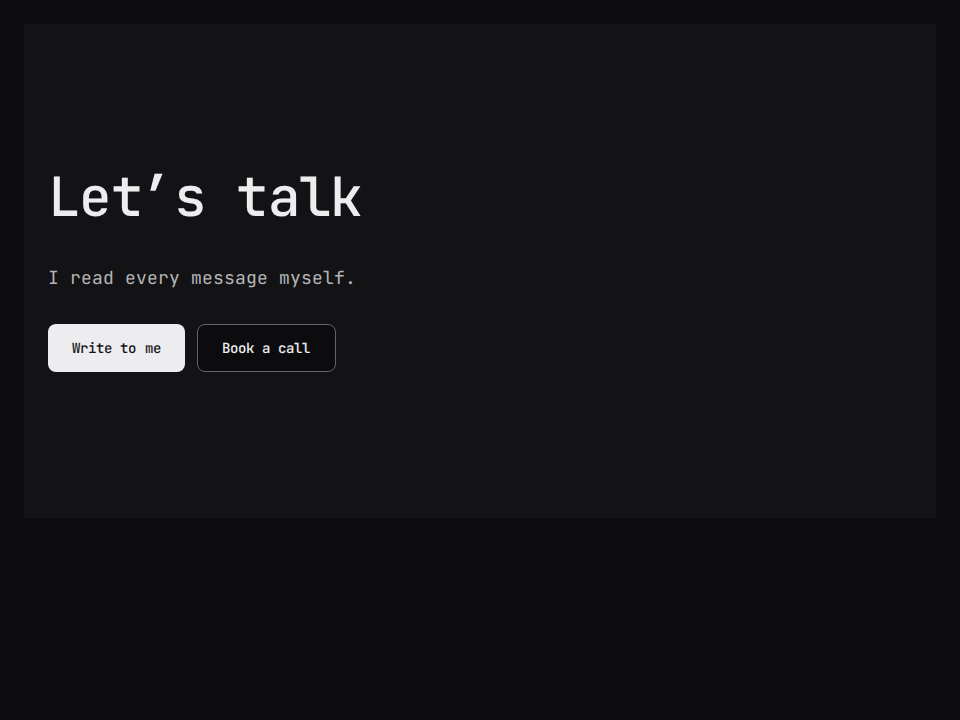 Let’s talk
I read every message myself.
Write to me
Book a call